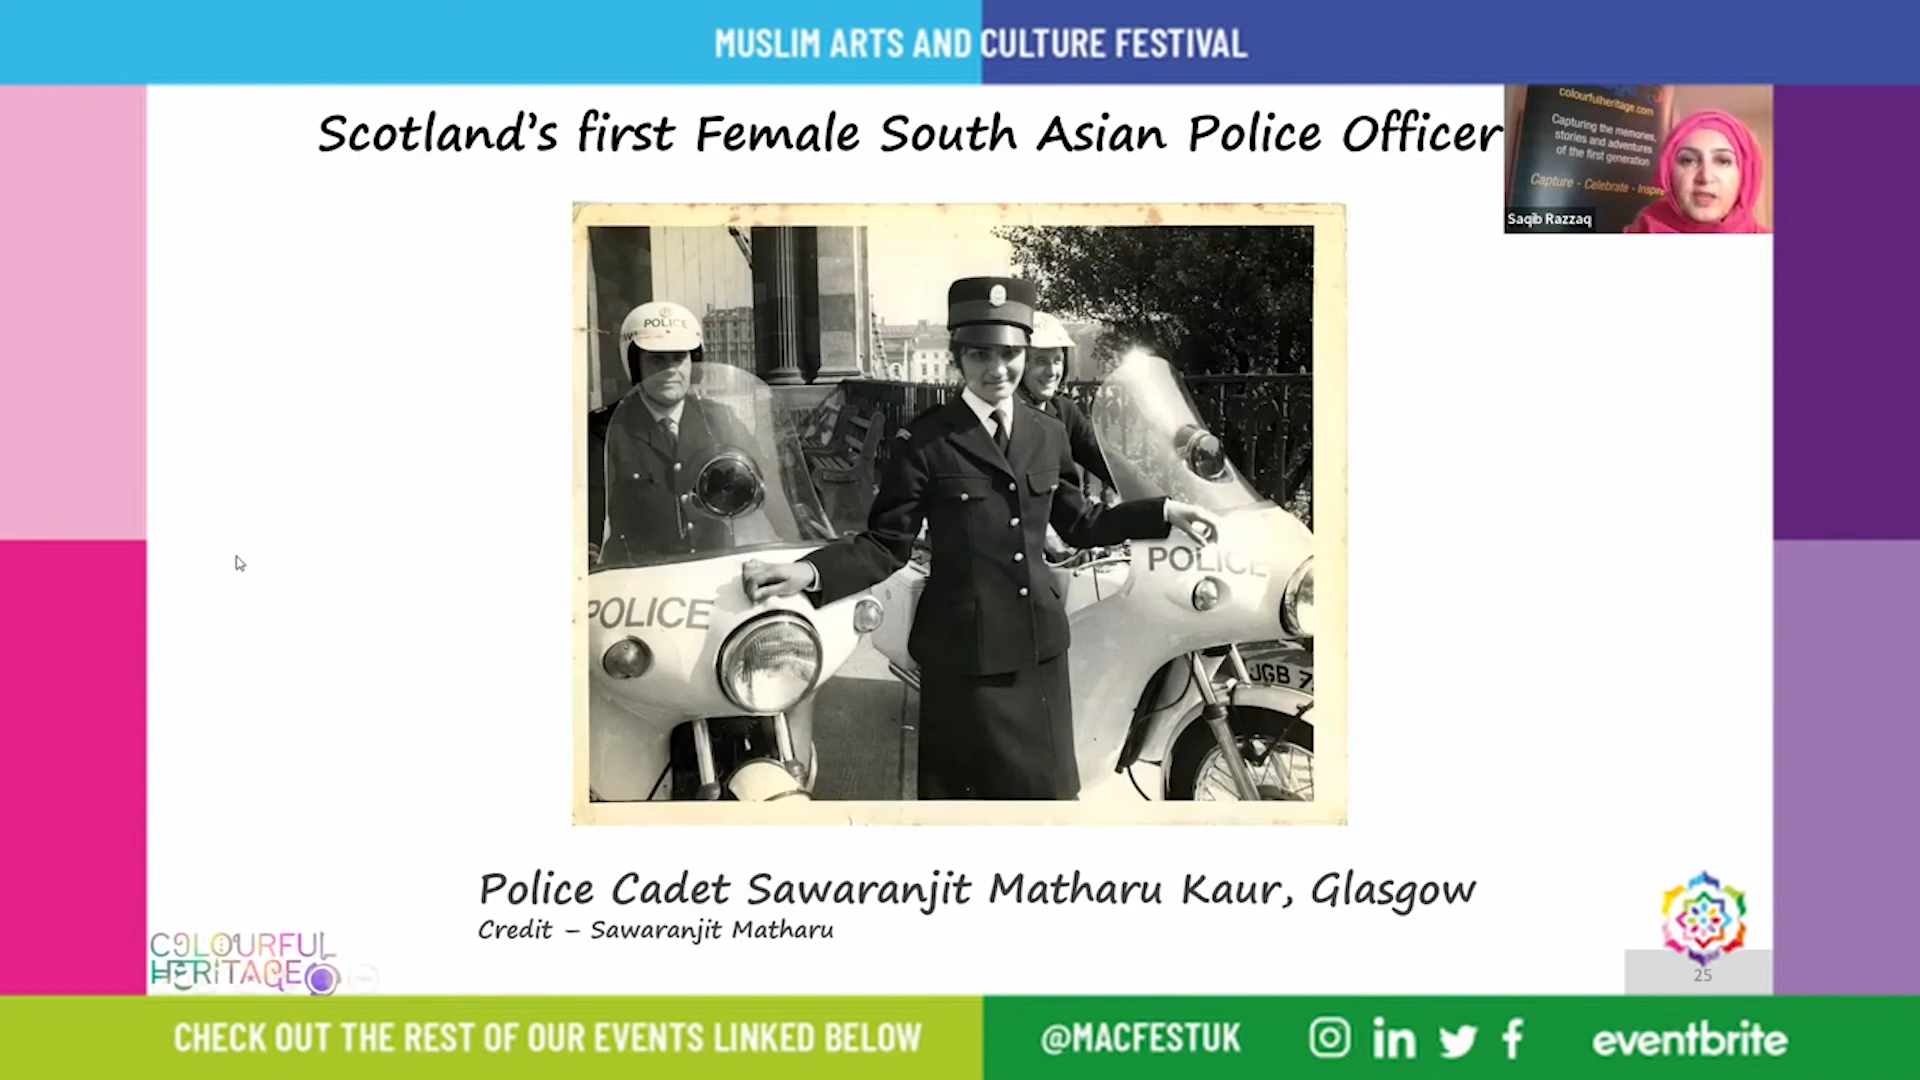 MUSLIM ARTS AND CULTURE FESTIVAL
Scotland's first Female South Asian Police Officer
colourfulheritage.com
Capturing the memories,
stories and adventures
of the first generation
Capture - Celebrate - Inspire
Saqib Razzaq
POLICE
POLICE
POLICE
JGB 7
Police Cadet Sawaranjit Matharu Kaur, Glasgow
Credit – Sawaranjit Matharu
COLOURFUL
HERITAGE
25
CHECK OUT THE REST OF OUR EVENTS LINKED BELOW
@MACFESTUK
eventbrite